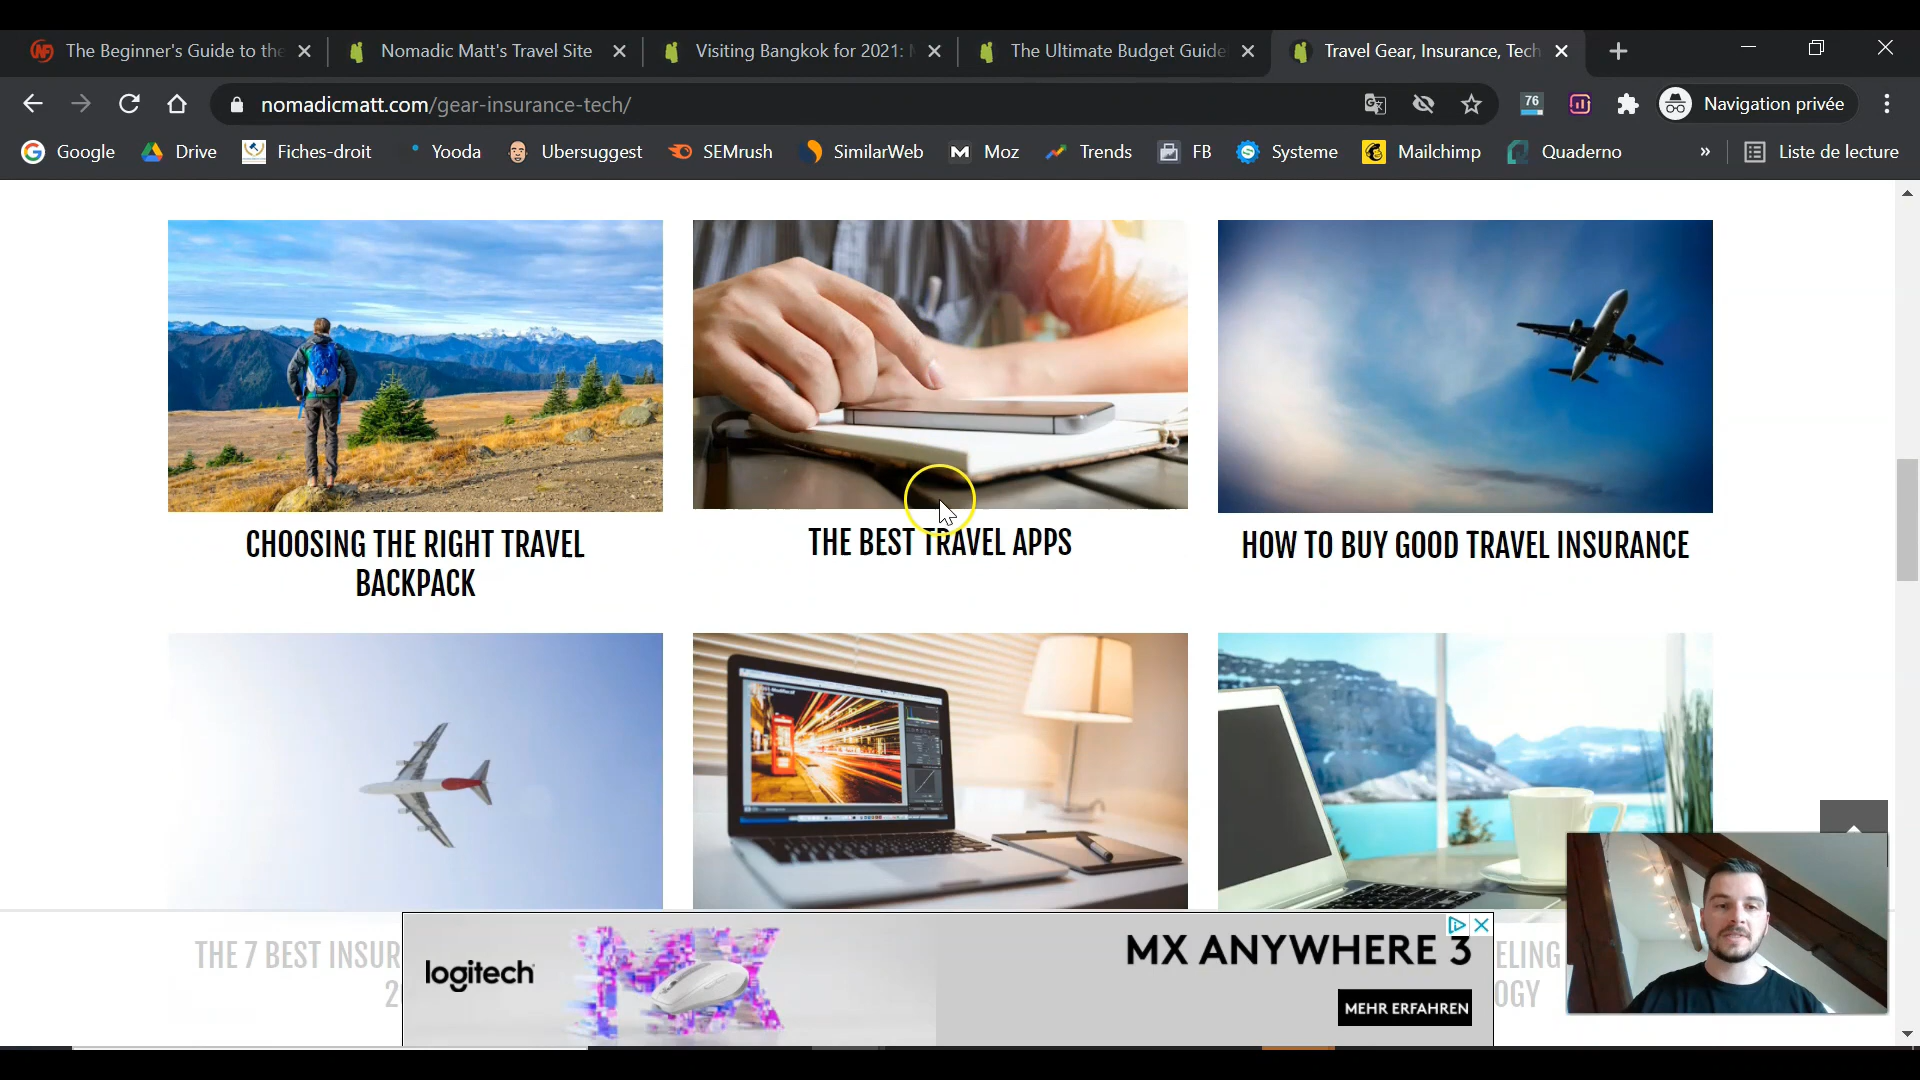 The Beginner's Guide to the
Nomadic Matt's Travel Site
Visiting Bangkok for 2021:
The Ultimate Budget Guide
Travel Gear, Insurance, Tech
nomadicmatt.com/gear-insurance-tech/
76
Navigation privée
Google
Drive
Fiches-droit
Yooda
Ubersuggest
SEMrush
SimilarWeb
Moz
Trends
FB
Systeme
Mailchimp
Quaderno
»
Liste de lecture
CHOOSING THE RIGHT TRAVEL
BACKPACK
THE BEST TRAVEL APPS
HOW TO BUY GOOD TRAVEL INSURANCE
THE 7 BEST INSUR
2
ELING
OGY
logitech
MX ANYWHERE 3
MEHR ERFAHREN